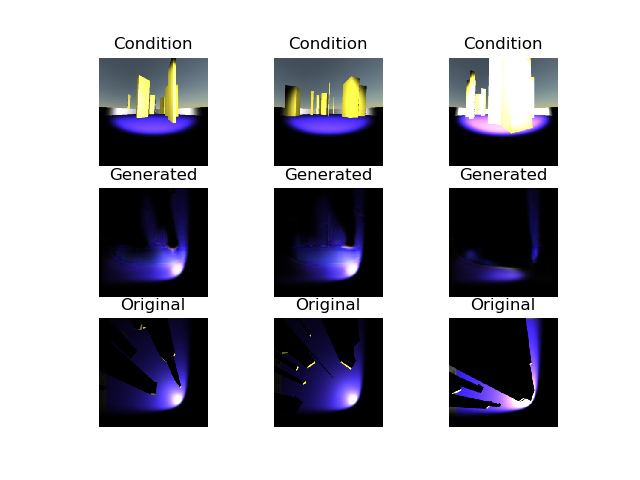 Condition Condition Condition
Generated Generated Generated
Original Original Original